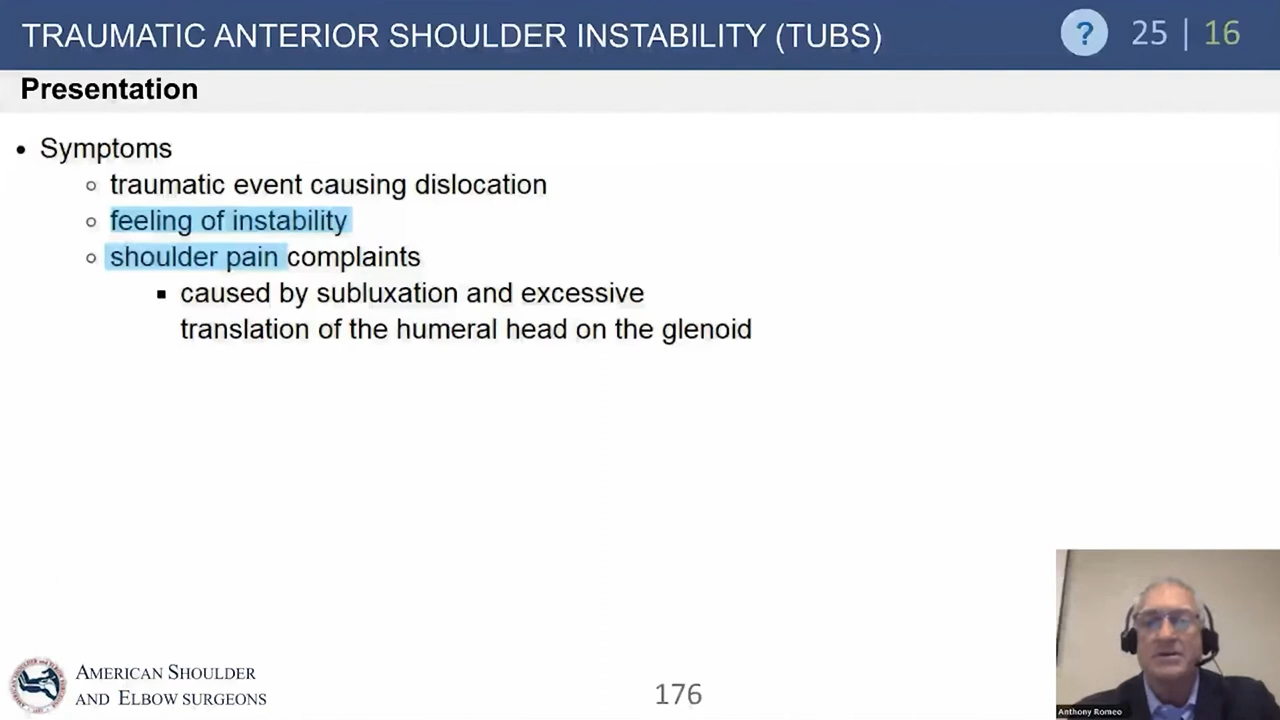 TRAUMATIC ANTERIOR SHOULDER INSTABILITY (TUBS)
? 25 | 16
Presentation
• Symptoms
○ traumatic event causing dislocation
○ feeling of instability
○ shoulder pain complaints
▪ caused by subluxation and excessive
translation of the humeral head on the glenoid
AMERICAN SHOULDER
AND ELBOW SURGEONS
176
Anthony Romeo